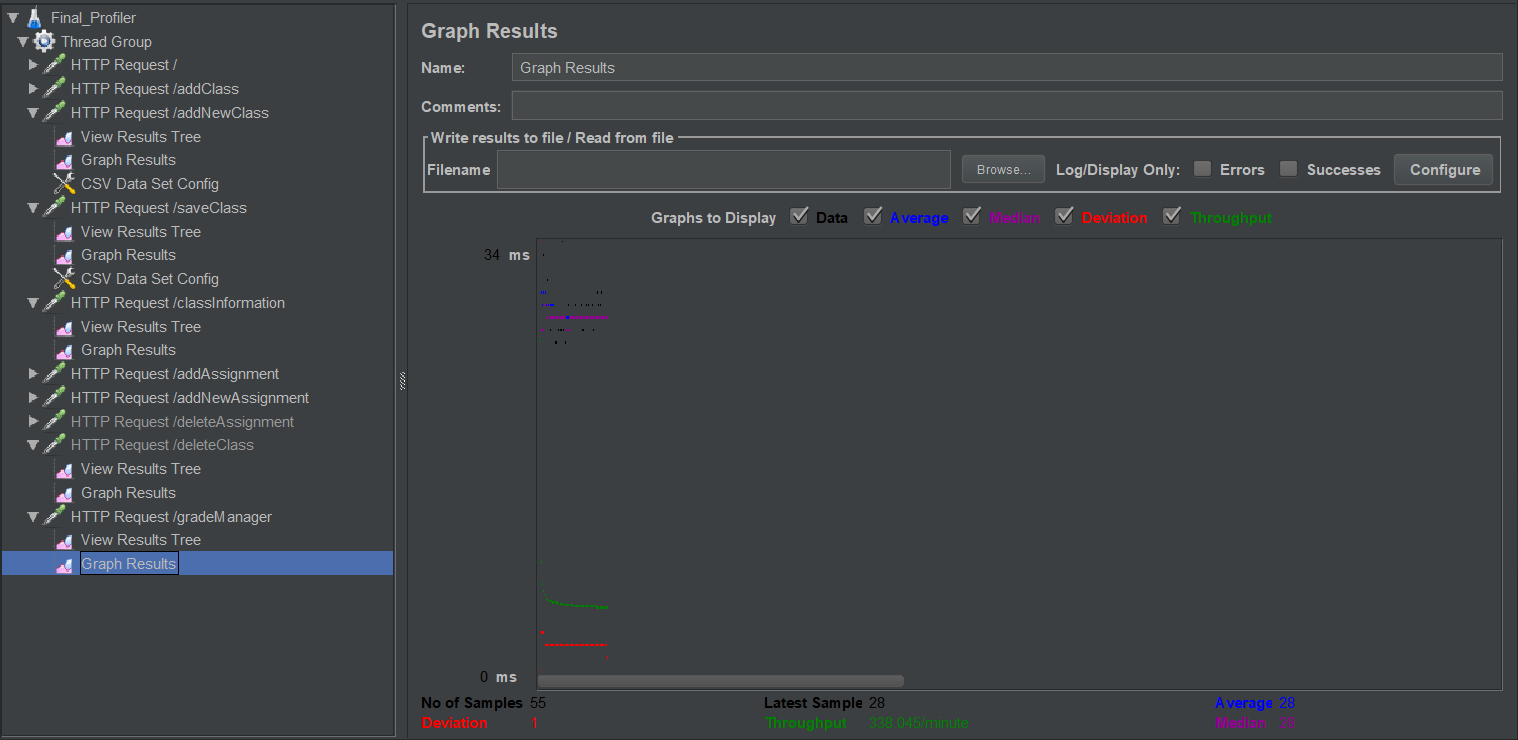 Final_Profiler
Thread Group
HTTP Request /
HTTP Request /addClass
HTTP Request /addNewClass
View Results Tree
Graph Results
CSV Data Set Config
HTTP Request /saveClass
View Results Tree
Graph Results
CSV Data Set Config
HTTP Request /classInformation
View Results Tree
Graph Results
HTTP Request /addAssignment
HTTP Request /addNewAssignment
HTTP Request /deleteAssignment
HTTP Request /deleteClass
View Results Tree
Graph Results
HTTP Request /gradeManager
View Results Tree
Graph Results
Graph Results
Name: Graph Results
Comments:
Write results to file / Read from file
Filename Browse... Log/Display Only: Errors Successes Configure
Graphs to Display Data Average Median Deviation Throughput
34 ms
0 ms
No of Samples 55 Latest Sample 28 Average 28
Deviation 1 Throughput 338.045/minute Median 28